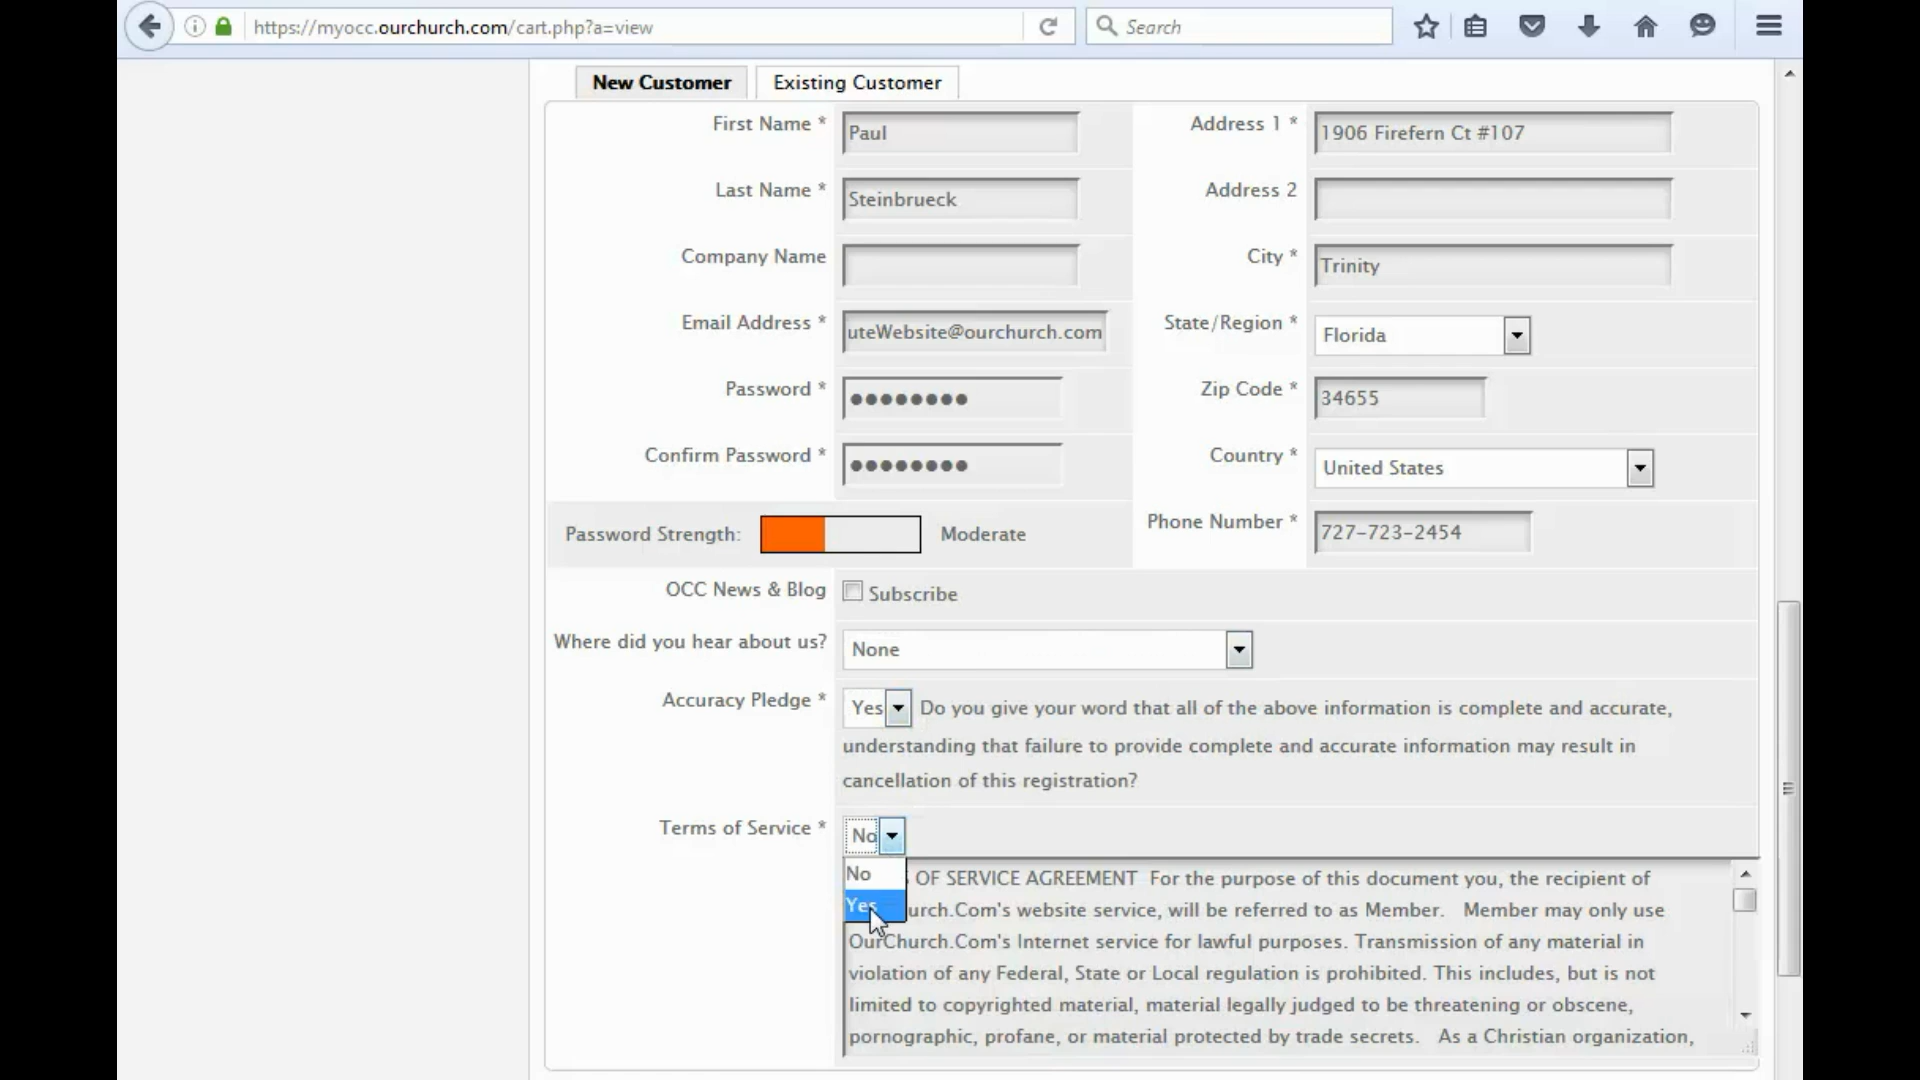 https://myocc.ourchurch.com/cart.php?a=view
Search
New Customer
Existing Customer
First Name *
Paul
Address 1 *
1906 Firefern Ct #107
Last Name *
Steinbrueck
Address 2
Company Name
City *
Trinity
Email Address *
uteWebsite@ourchurch.com
State/Region *
Florida
Password *
Zip Code *
34655
Confirm Password *
Country *
United States
Password Strength:
Moderate
Phone Number *
727-723-2454
OCC News & Blog
Subscribe
Where did you hear about us?
None
Accuracy Pledge *
Yes
Do you give your word that all of the above information is complete and accurate,
understanding that failure to provide complete and accurate information may result in
cancellation of this registration?
Terms of Service *
No
No
Yes
OF SERVICE AGREEMENT For the purpose of this document you, the recipient of
urch.Com's website service, will be referred to as Member. Member may only use
OurChurch.Com's Internet service for lawful purposes. Transmission of any material in
violation of any Federal, State or Local regulation is prohibited. This includes, but is not
limited to copyrighted material, material legally judged to be threatening or obscene,
pornographic, profane, or material protected by trade secrets. As a Christian organization,